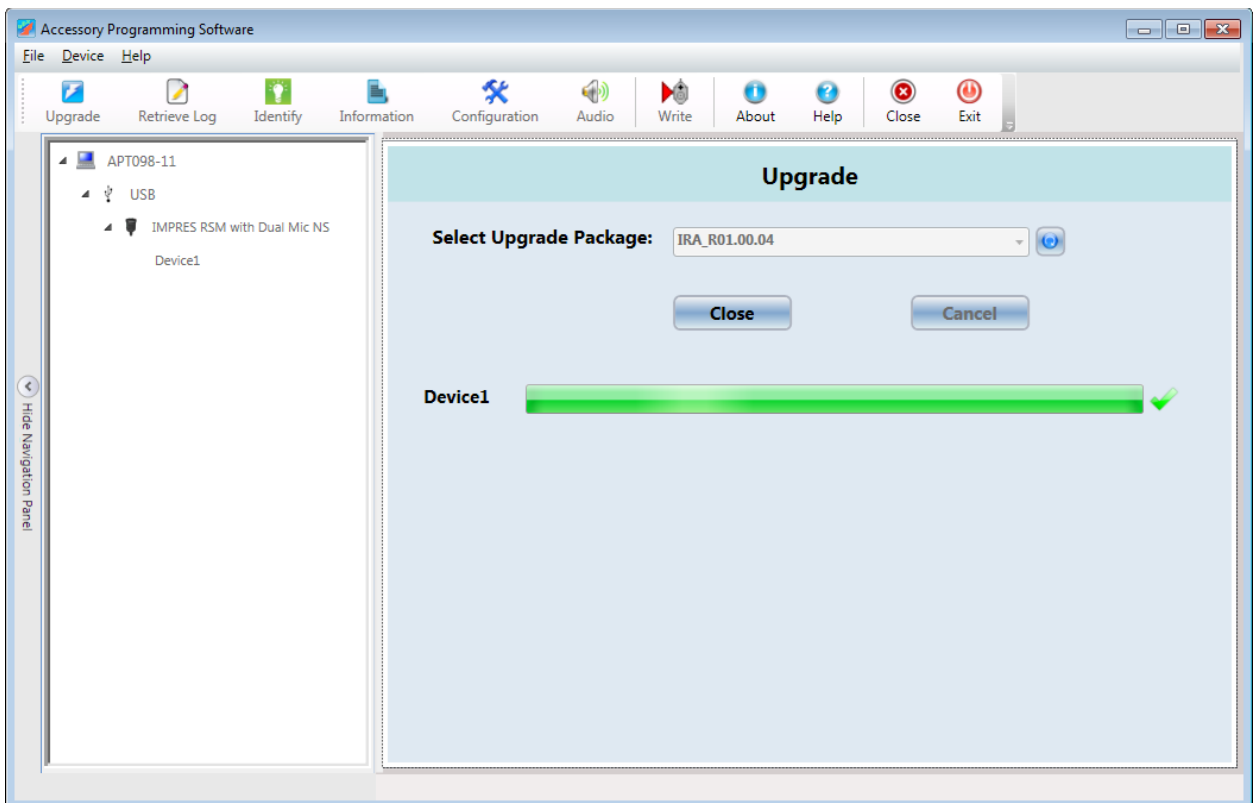 Accessory Programming Software
File Device Help
Upgrade Retrieve Log Identify Information Configuration Audio Write About Help Close Exit
APT098-11
USB
IMPRES RSM with Dual Mic NS
Device1
Hide Navigation Panel
Upgrade
Select Upgrade Package: IRA_R01.00.04
Close Cancel
Device1